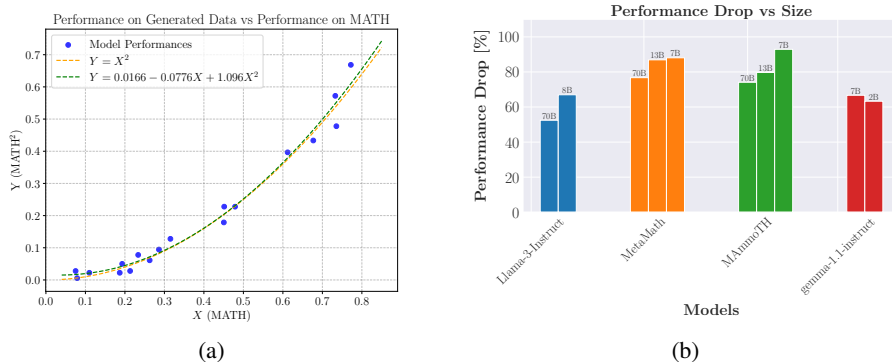 Performance on Generated Data vs Performance on MATH
Model Performances
Y = X²
Y = 0.0166 − 0.0776X + 1.096X²
Y (MATH²)
0.7
0.6
0.5
0.4
0.3
0.2
0.1
0.0
0.0 0.1 0.2 0.3 0.4 0.5 0.6 0.7 0.8
X (MATH)
(a)
Performance Drop vs Size
Performance Drop [%]
100
80
60
40
20
0
70B 8B
70B 13B 7B
70B 13B 7B
7B 2B
Llama-3-Instruct
MetaMath
MAmmoTH
gemma-1.1-instruct
Models
(b)